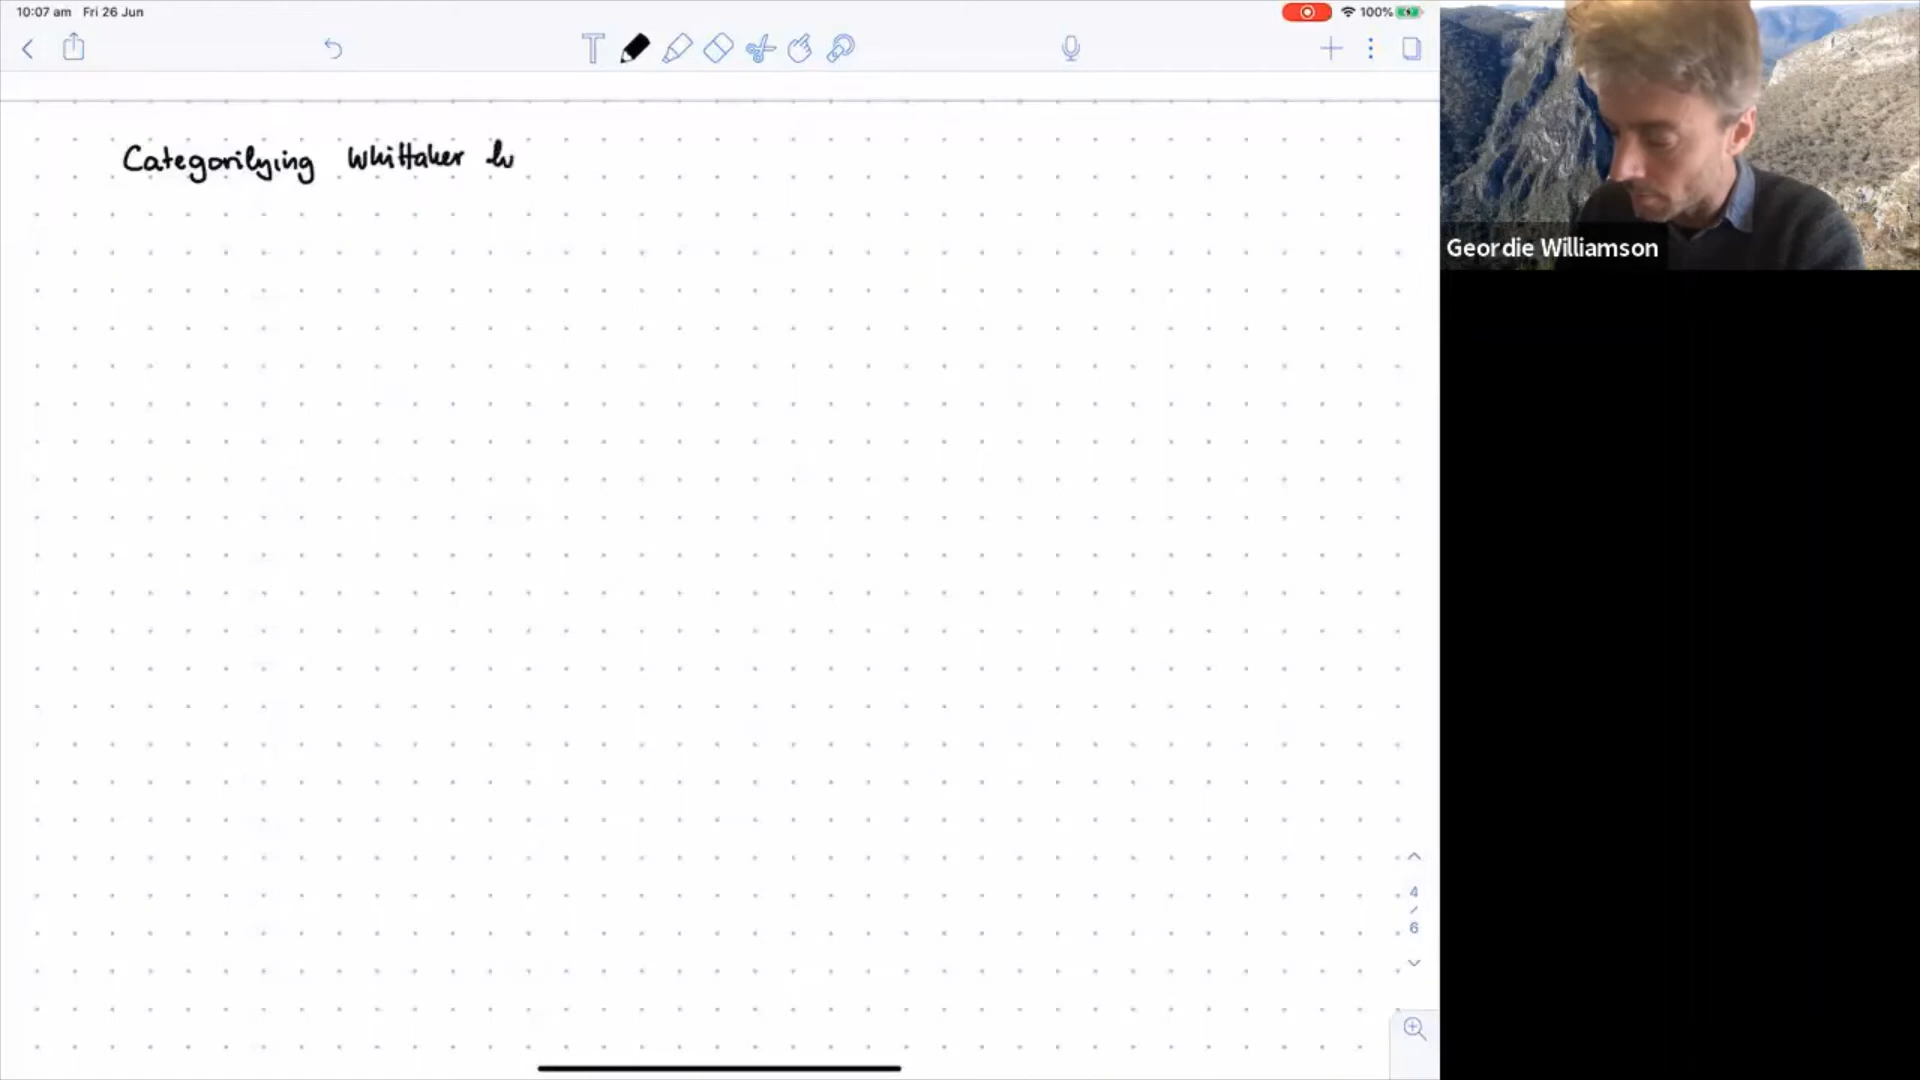 10:07 am Fri 26 Jun
100%
T
Categorifying Whittaker
Geordie Williamson
4
/
6